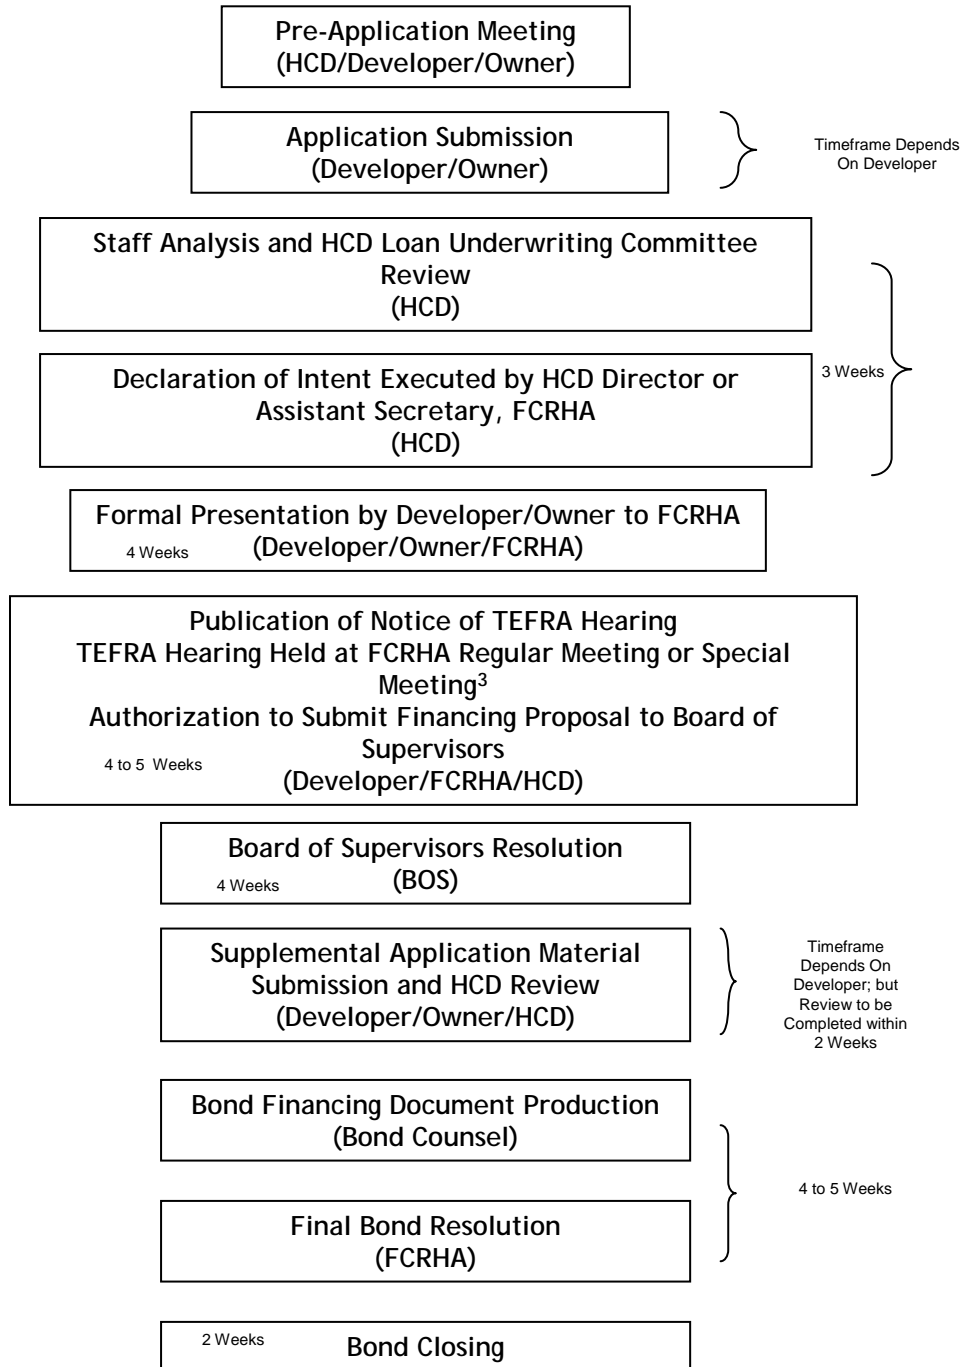 Pre-Application Meeting
(HCD/Developer/Owner)
Application Submission
(Developer/Owner)
Timeframe Depends
On Developer
Staff Analysis and HCD Loan Underwriting Committee
Review
(HCD)
Declaration of Intent Executed by HCD Director or
Assistant Secretary, FCRHA
(HCD)
3 Weeks
Formal Presentation by Developer/Owner to FCRHA
4 Weeks (Developer/Owner/FCRHA)
Publication of Notice of TEFRA Hearing
TEFRA Hearing Held at FCRHA Regular Meeting or Special
Meeting³
Authorization to Submit Financing Proposal to Board of
Supervisors
4 to 5 Weeks
(Developer/FCRHA/HCD)
Board of Supervisors Resolution
4 Weeks (BOS)
Supplemental Application Material
Submission and HCD Review
(Developer/Owner/HCD)
Timeframe
Depends On
Developer; but
Review to be
Completed within
2 Weeks
Bond Financing Document Production
(Bond Counsel)
4 to 5 Weeks
Final Bond Resolution
(FCRHA)
2 Weeks Bond Closing